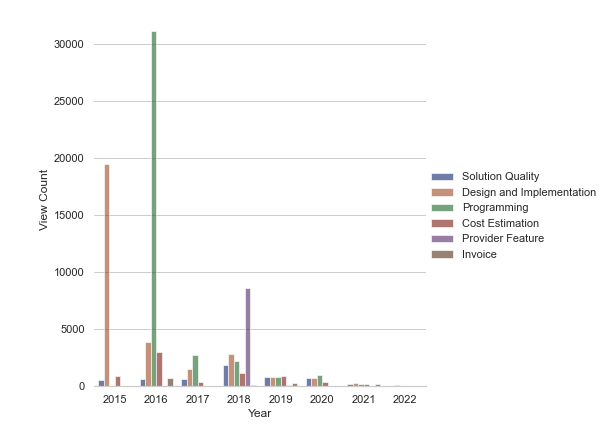 30000
25000
20000
15000
10000
5000
0
View Count
2015 2016 2017 2018 2019 2020 2021 2022
Year
Solution Quality
Design and Implementation
Programming
Cost Estimation
Provider Feature
Invoice